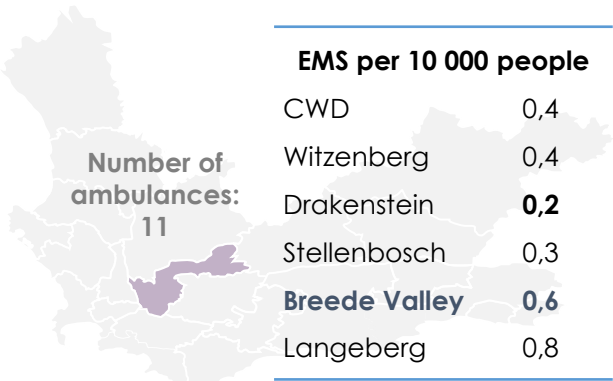 Number of
ambulances:
11
EMS per 10 000 people
CWD 0,4
Witzenberg 0,4
Drakenstein 0,2
Stellenbosch 0,3
Breede Valley 0,6
Langeberg 0,8